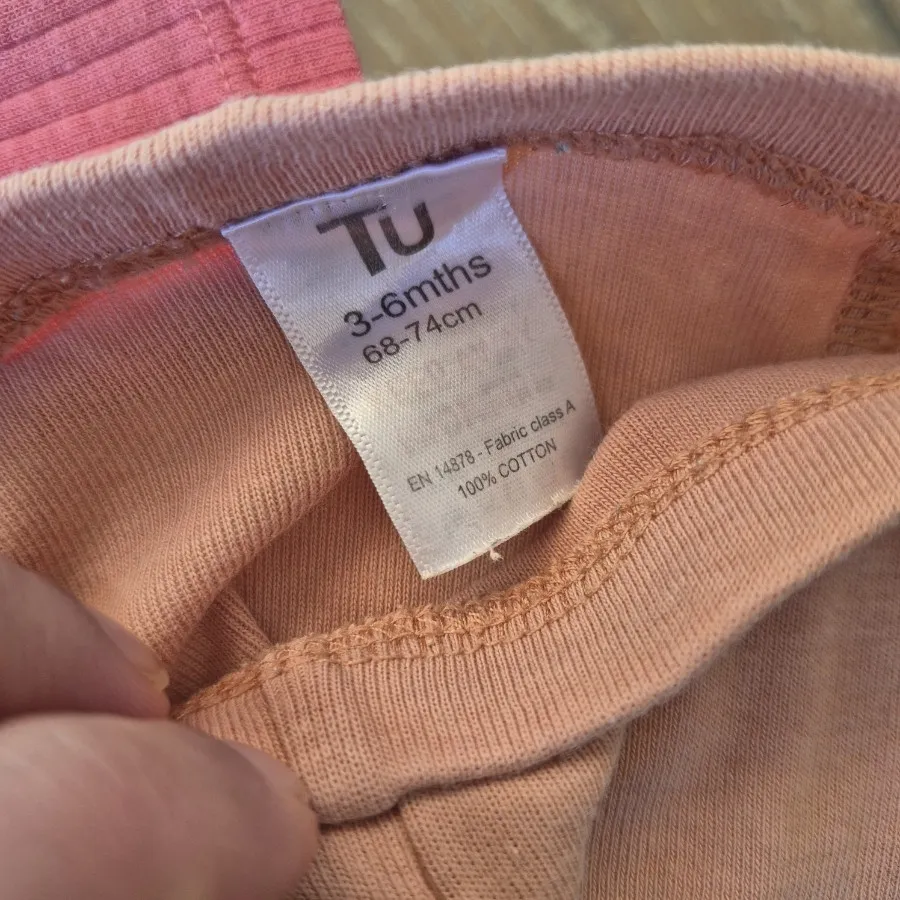 Tu
3-6mths
68-74cm
EN 14878 - Fabric class A
100% COTTON